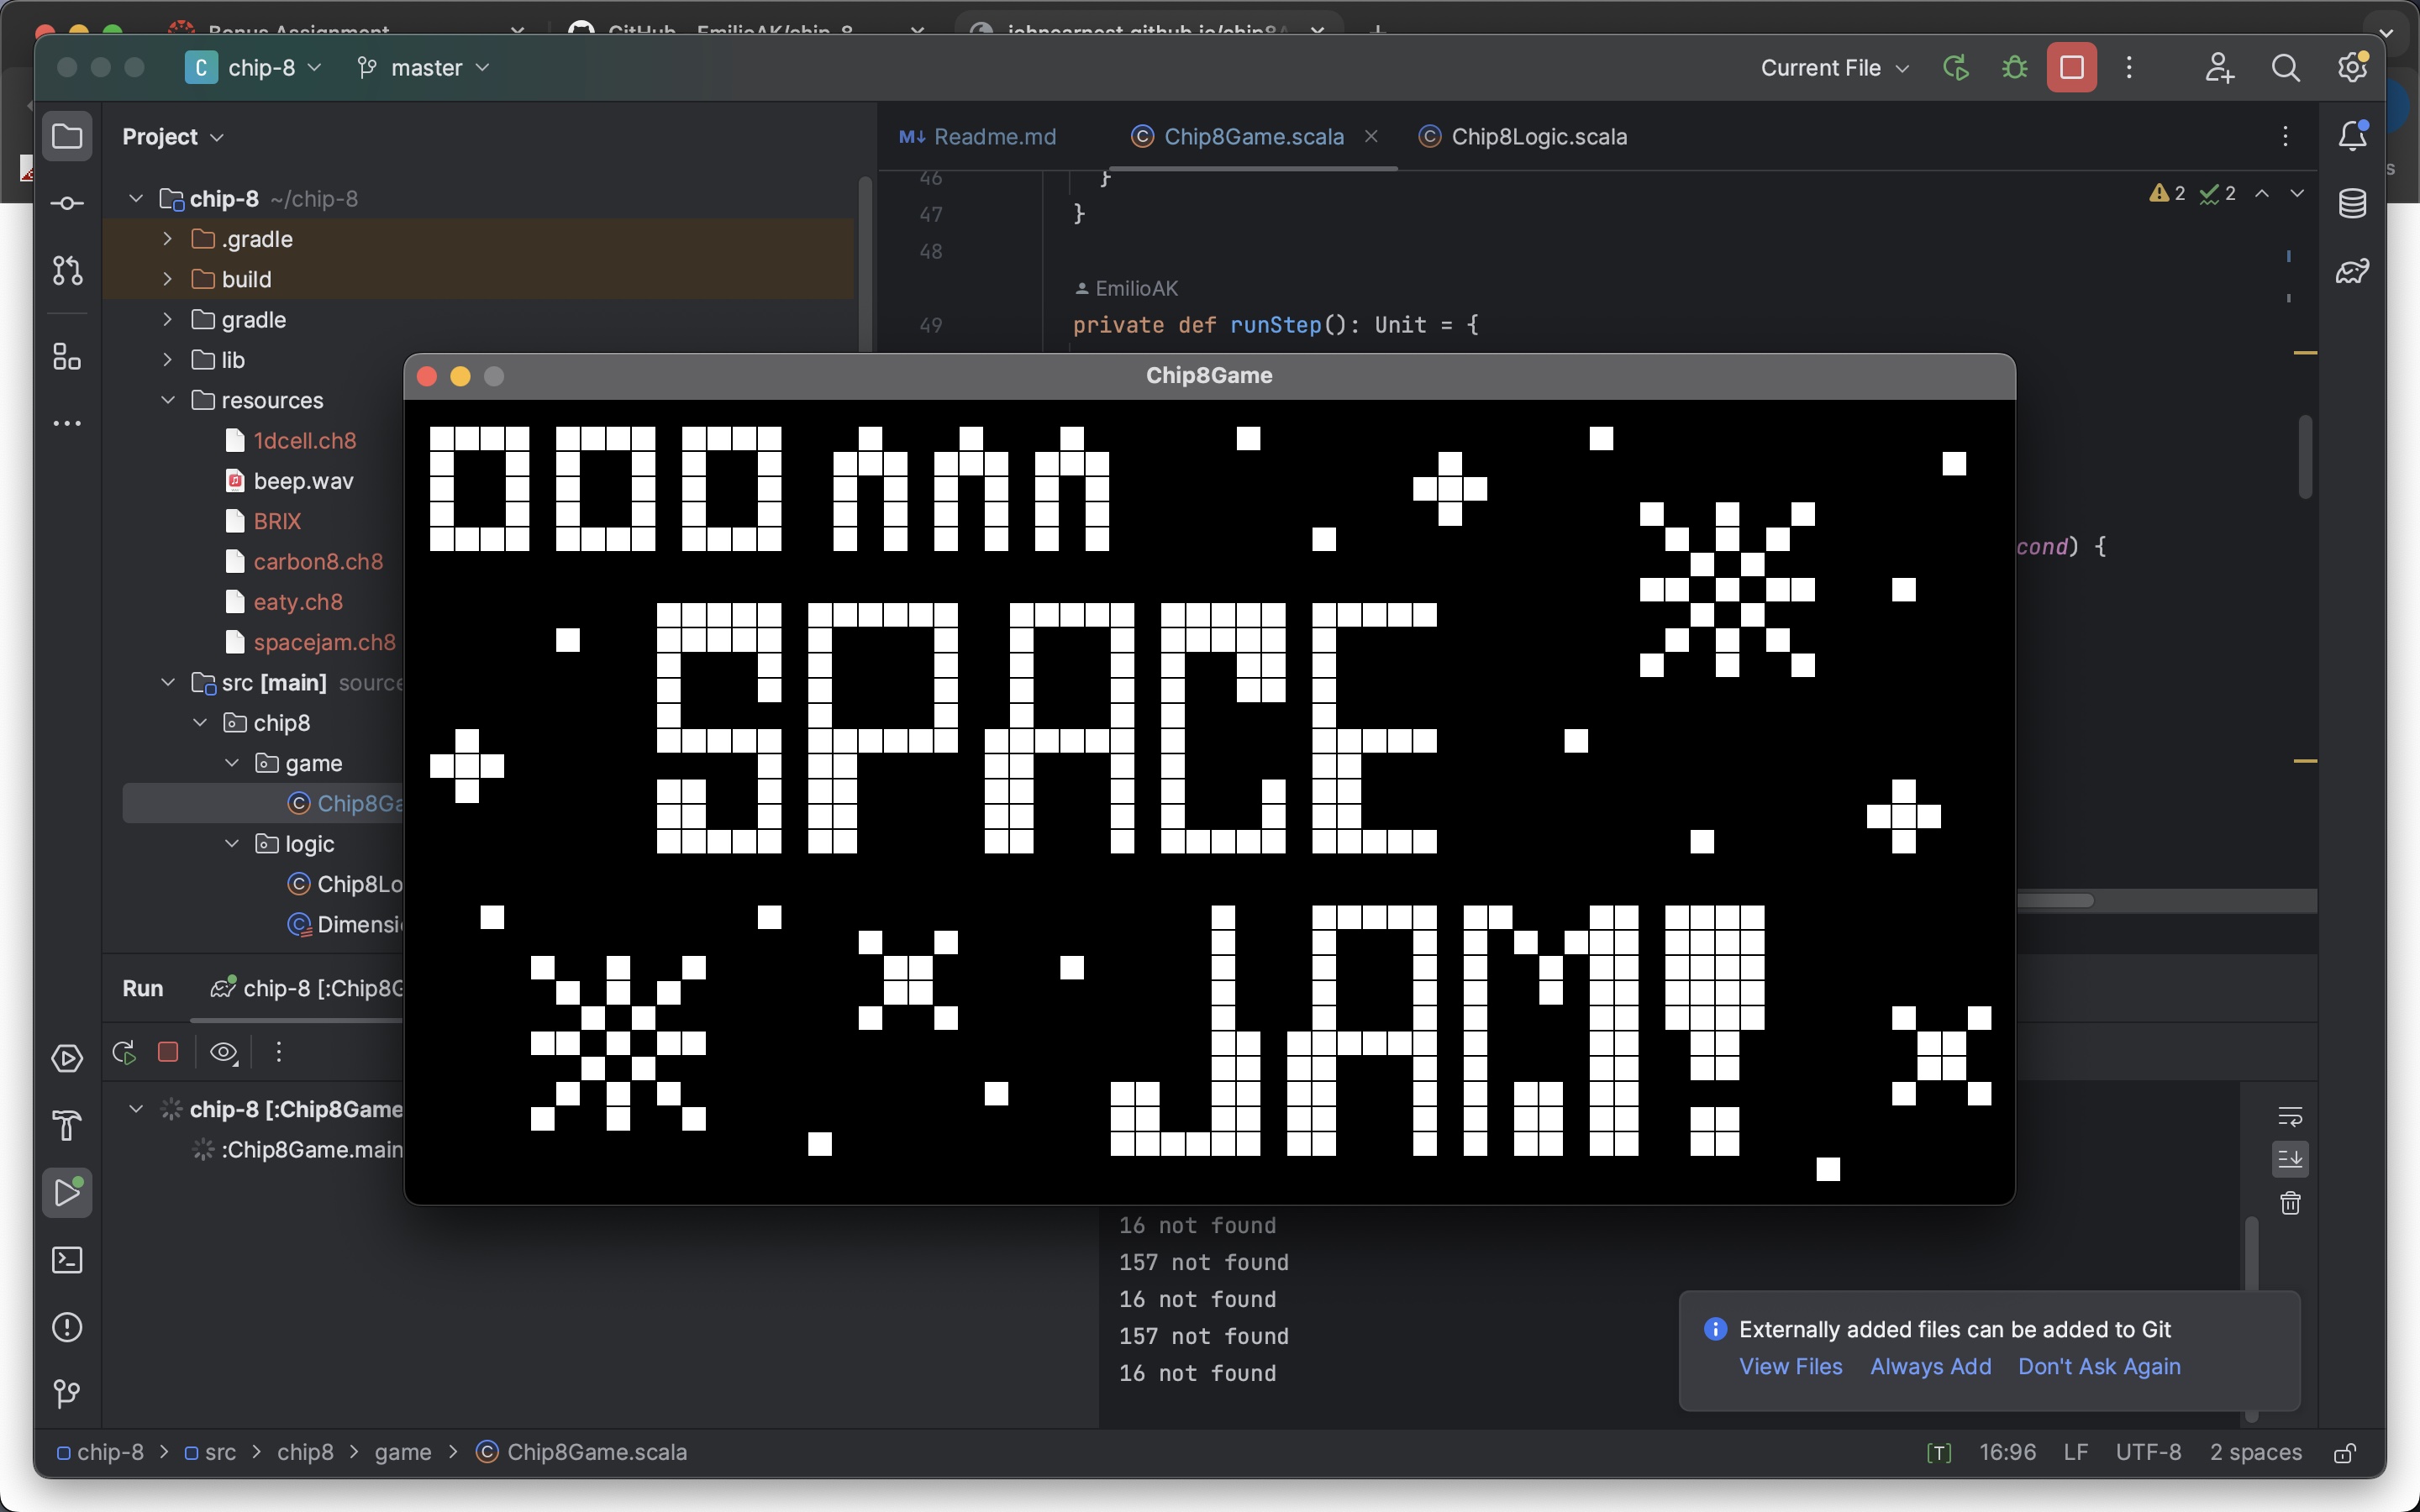 Bonus Assignment
GitHub - EmilioAK/chip-8
johnearnest.github.io/chip8
C chip-8 master
Current File
Project
Readme.md
Chip8Game.scala
Chip8Logic.scala
chip-8 ~/chip-8
.gradle
build
gradle
lib
resources
1dcell.ch8
beep.wav
BRIX
carbon8.ch8
eaty.ch8
spacejam.ch8
src [main] source
chip8
game
Chip8Ga
logic
Chip8Lo
Dimensi
46 }
47 }
48
EmilioAK
49 private def runStep(): Unit = {
cond) {
2 2
Chip8Game
SPACE
JAM!
Run chip-8 [:Chip8G
chip-8 [:Chip8Game
:Chip8Game.main
16 not found
157 not found
16 not found
157 not found
16 not found
Externally added files can be added to Git
View Files Always Add Don't Ask Again
chip-8 > src > chip8 > game > Chip8Game.scala
[T] 16:96 LF UTF-8 2 spaces